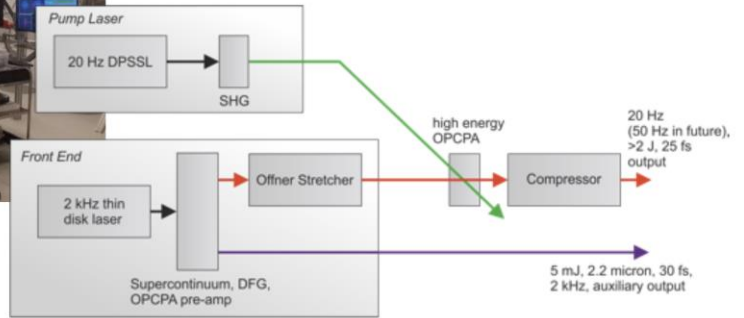 Pump Laser
20 Hz DPSSL
SHG
high energy
OPCPA
20 Hz
(50 Hz in future),
>2 J, 25 fs
output
Front End
2 kHz thin
disk laser
Offner Stretcher
Compressor
Supercontinuum, DFG,
OPCPA pre-amp
5 mJ, 2.2 micron, 30 fs,
2 kHz, auxiliary output